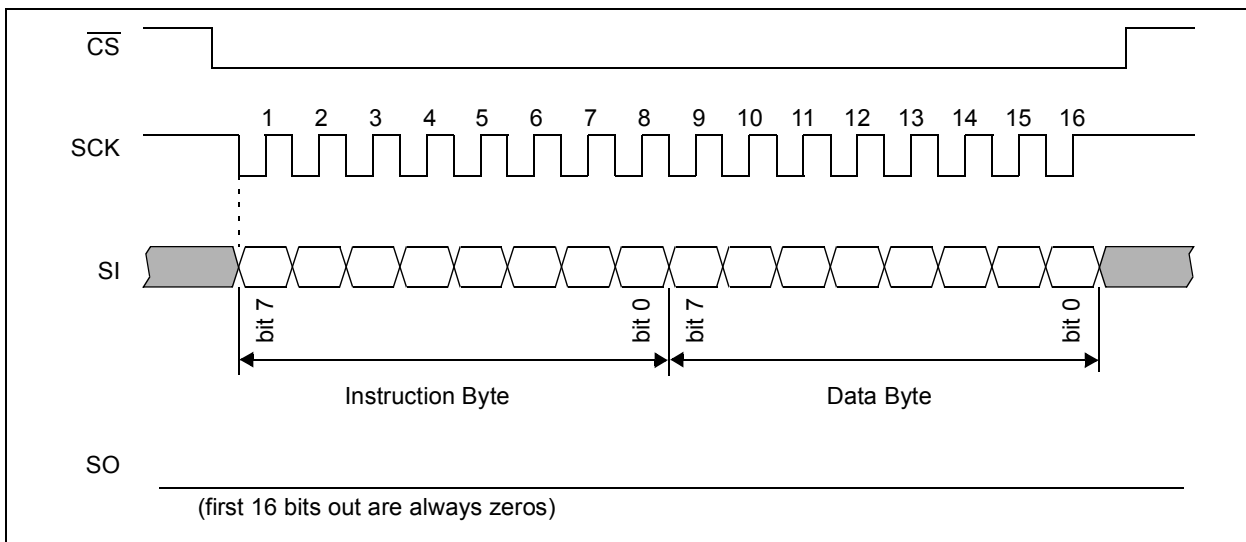 CS
1 2 3 4 5 6 7 8 9 10 11 12 13 14 15 16
SCK
SI
bit 7 bit 0 bit 7 bit 0
Instruction Byte Data Byte
SO
(first 16 bits out are always zeros)